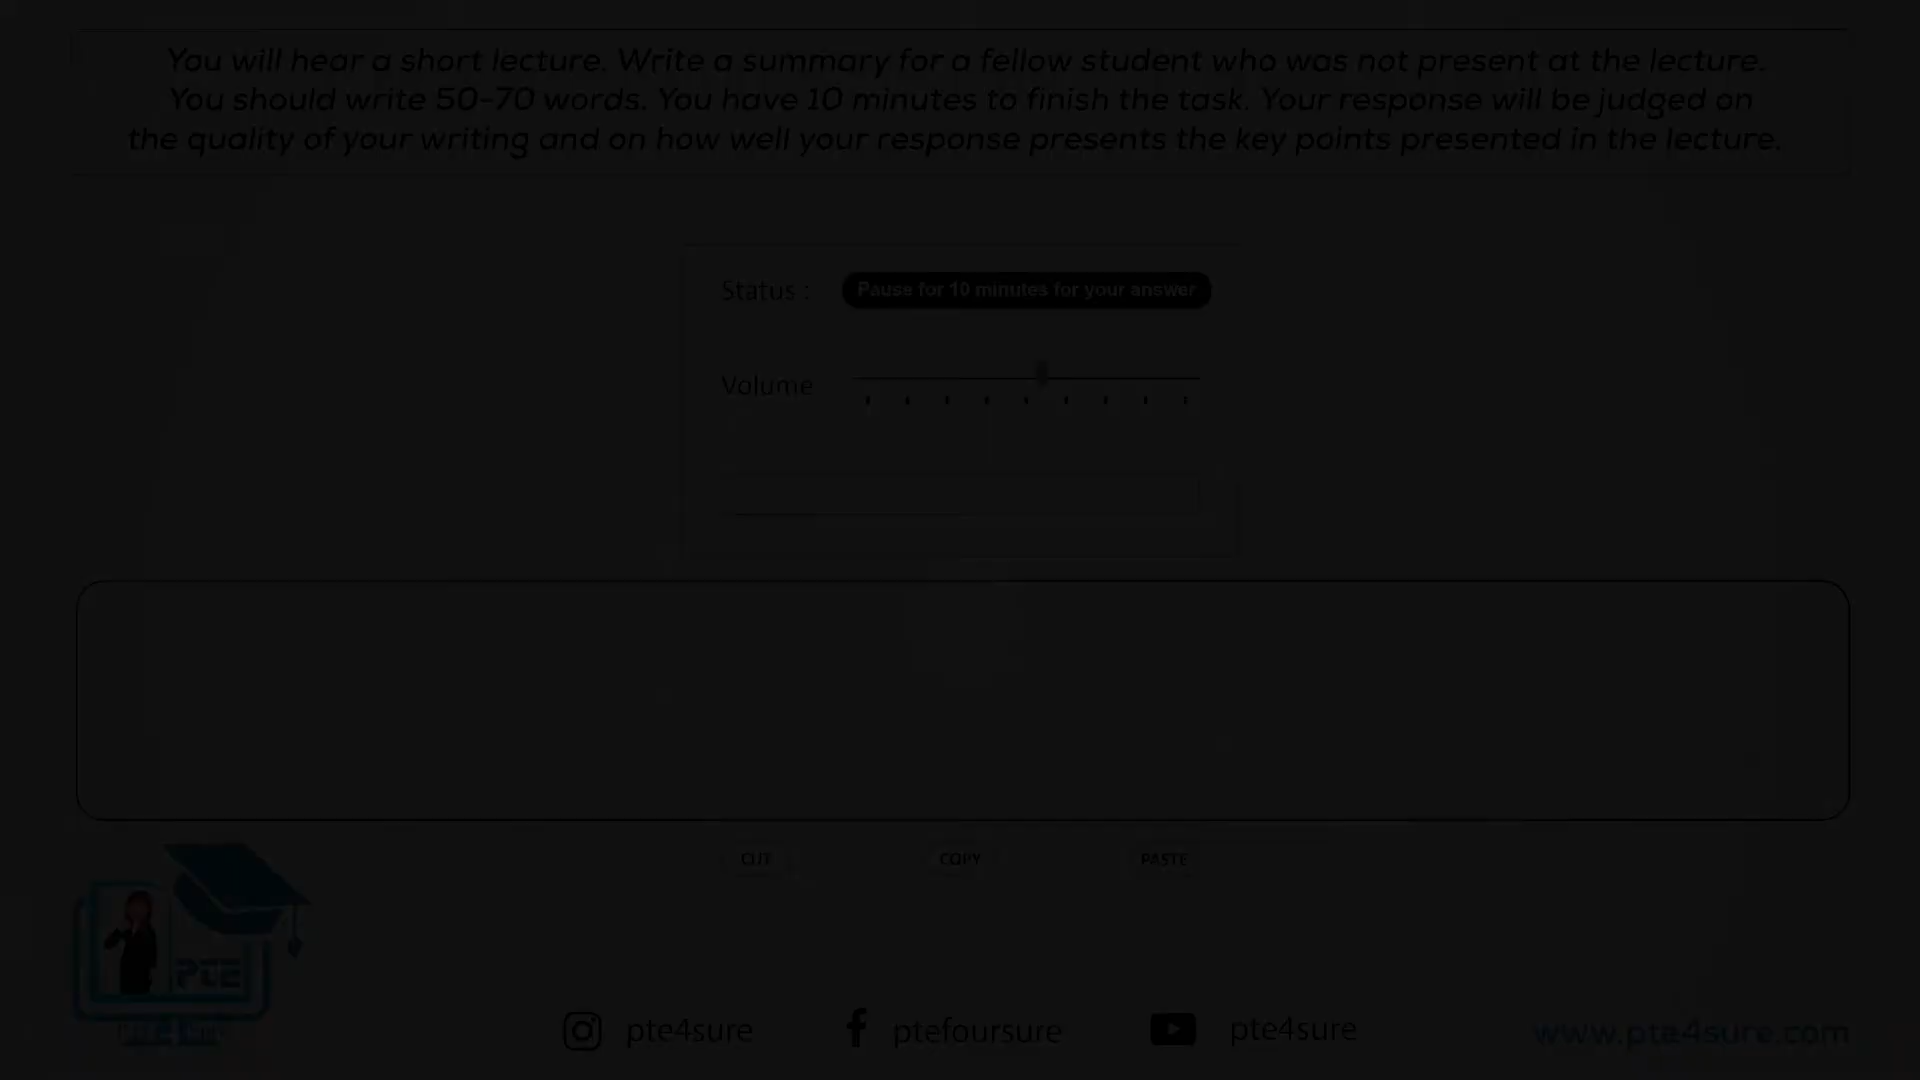 You will hear a short lecture. Write a summary for a fellow student who was not present at the lecture.
You should write 50-70 words. You have 10 minutes to finish the task. Your response will be judged on
the quality of your writing and on how well your response presents the key points presented in the lecture.
Status : Pause for 10 minutes for your answer
Volume
CUT COPY PASTE
PTE
pte4sure ptefoursure pte4sure www.pte4sure.com